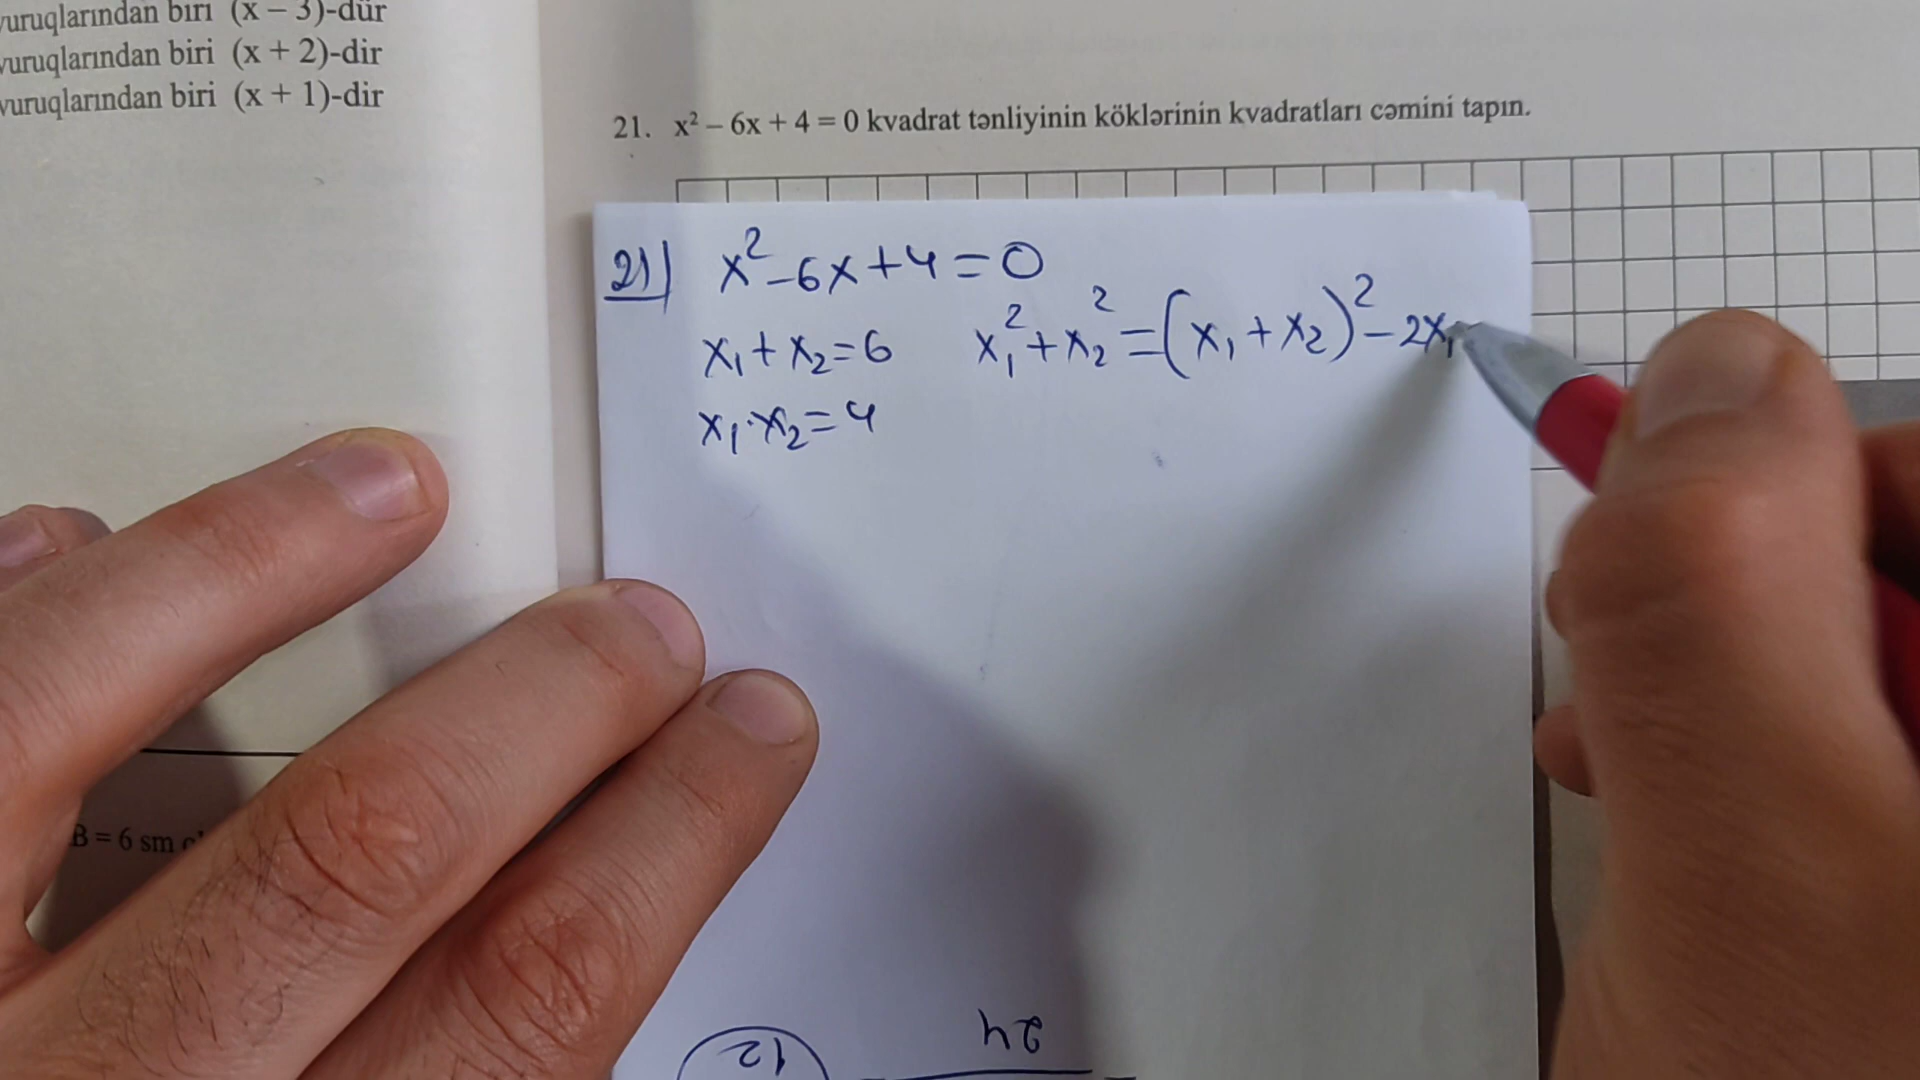 vuruqlarından biri (x – 3)-dür
vuruqlarından biri (x + 2)-dir
vuruqlarından biri (x + 1)-dir
21. x² – 6x + 4 = 0 kvadrat tənliyinin köklərinin kvadratları cəmini tapın.
21) x² – 6x + 4 = 0
x₁ + x₂ = 6 x₁² + x₂² = (x₁ + x₂)² – 2x₁
x₁ · x₂ = 4
B = 6 sm
24
12